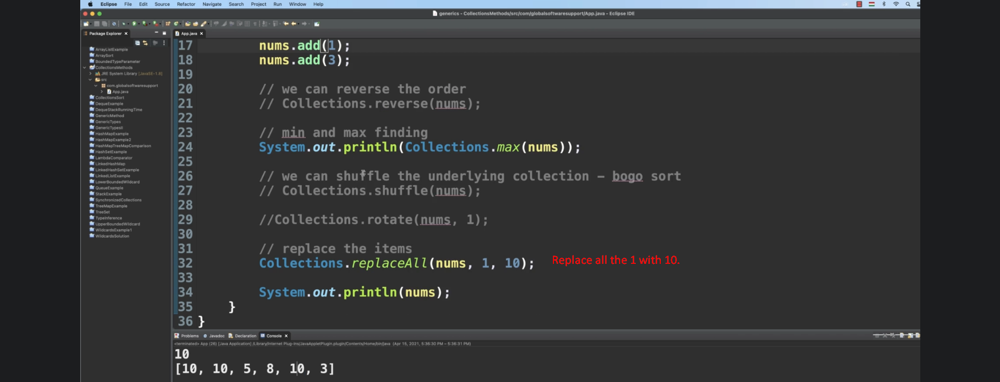 Eclipse File Edit Source Refactor Navigate Search Project Run Window Help
generics - CollectionsMethods/src/com/globalsoftwaresupport/App.java - Eclipse IDE
Package Explorer
App.java
ArrayListExample
ArraySort
BoundedTypeParameter
CollectionsMethods
JRE System Library [JavaSE-1.8]
src
com.globalsoftwaresupport
App.java
CollectionsSort
DequeExample
DequeStackRunningTime
GenericMethod
GenericTypes
GenericTypesII
HashMapExample
HashMapExample2
HashMapTreeMapComparison
HashSetExample
LambdaComparator
LinkedHashMap
LinkedHashSetExample
LinkedListExample
LowerBoundedWildcard
QueueExample
StackExample
SynchronizedCollections
TreeMapExample
TreeSet
TypeInference
UpperBoundedWildcard
WildcardsExample1
WildcardsSolution
17 nums.add(1);
18 nums.add(3);
19
20 // we can reverse the order
21 // Collections.reverse(nums);
22
23 // min and max finding
24 System.out.println(Collections.max(nums));
25
26 // we can shuffle the underlying collection – bogo sort
27 // Collections.shuffle(nums);
28
29 //Collections.rotate(nums, 1);
30
31 // replace the items
32 Collections.replaceAll(nums, 1, 10); Replace all the 1 with 10.
33
34 System.out.println(nums);
35 }
36 }
Problems Javadoc Declaration Console
<terminated> App (26) [Java Application] /Library/Internet Plug-Ins/JavaAppletPlugin.plugin/Contents/Home/bin/java (Apr 15, 2021, 5:36:30 PM – 5:36:31 PM)
10
[10, 10, 5, 8, 10, 3]